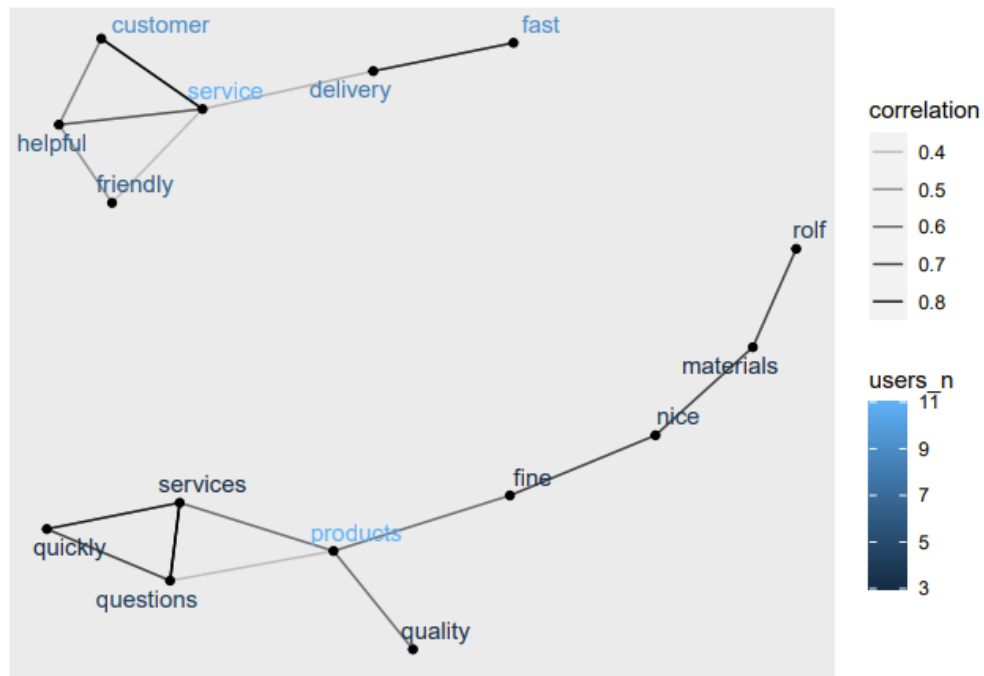 customer
fast
service
delivery
helpful
friendly
rolf
materials
nice
fine
services
products
quickly
questions
quality
correlation
0.4
0.5
0.6
0.7
0.8
users_n
11
9
7
5
3